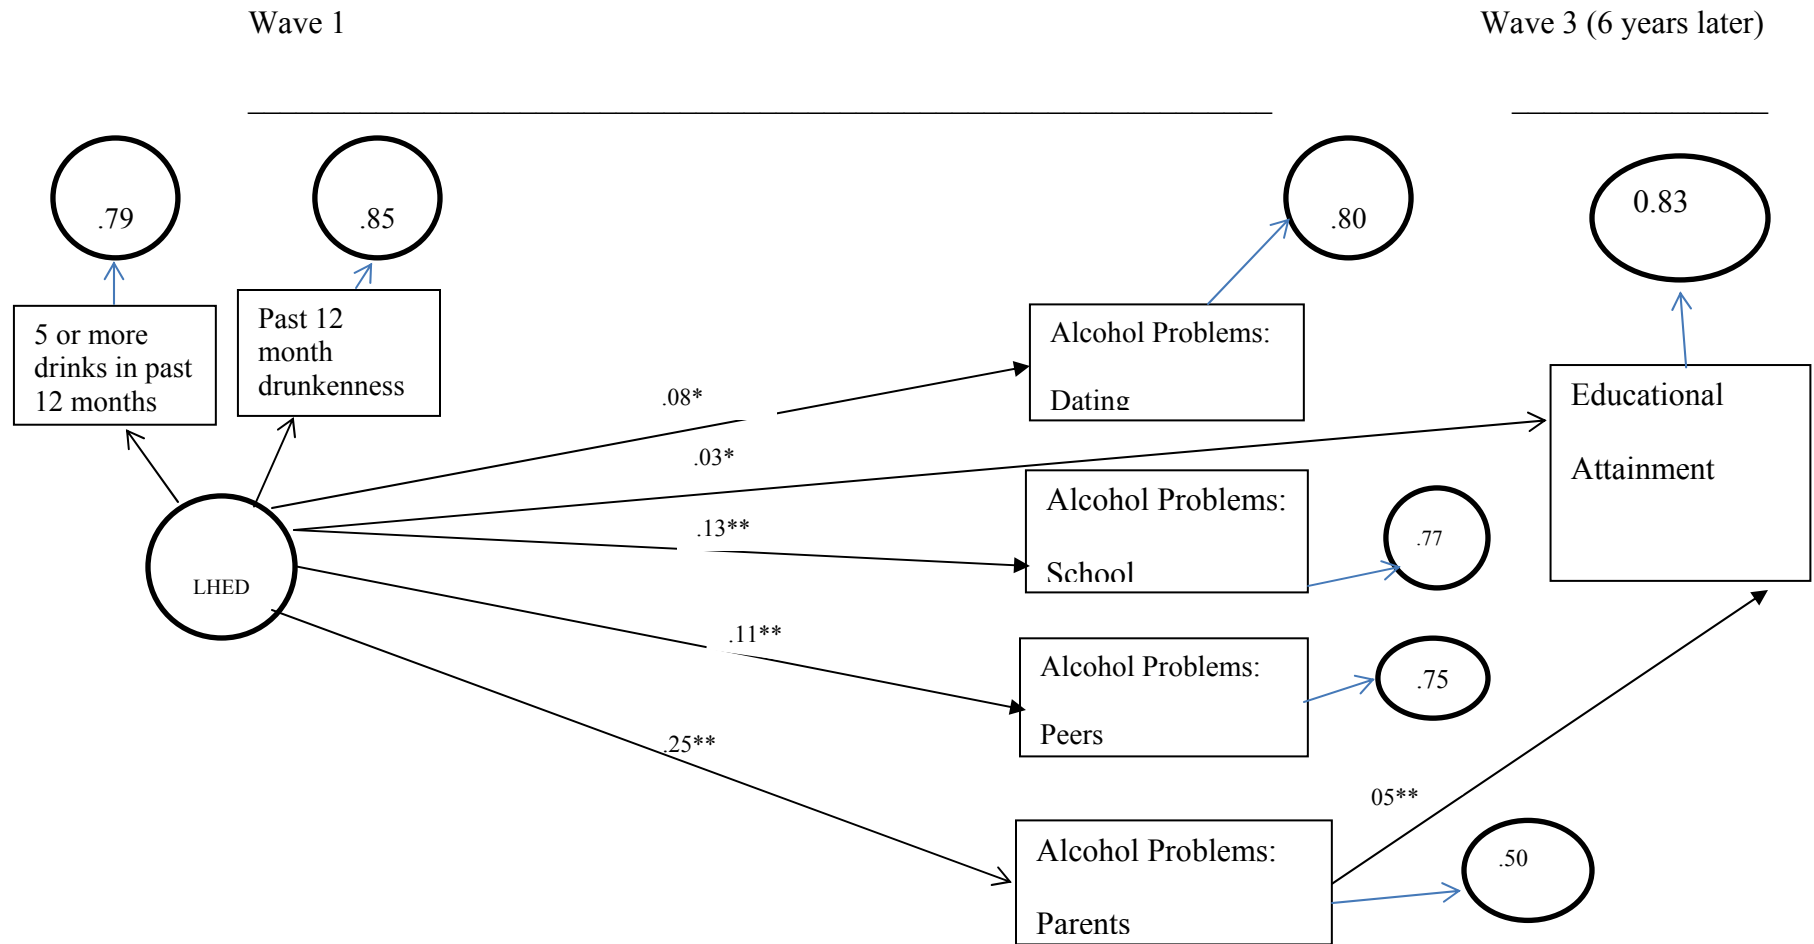 Wave 1
Wave 3 (6 years later)
.79
.85
.80
0.83
5 or more
drinks in past
12 months
Past 12
month
drunkenness
Alcohol Problems:
Dating
Educational
Attainment
.08*
.03*
Alcohol Problems:
School
.77
.13**
LHED
.11**
Alcohol Problems:
Peers
.75
.25**
05**
Alcohol Problems:
Parents
.50